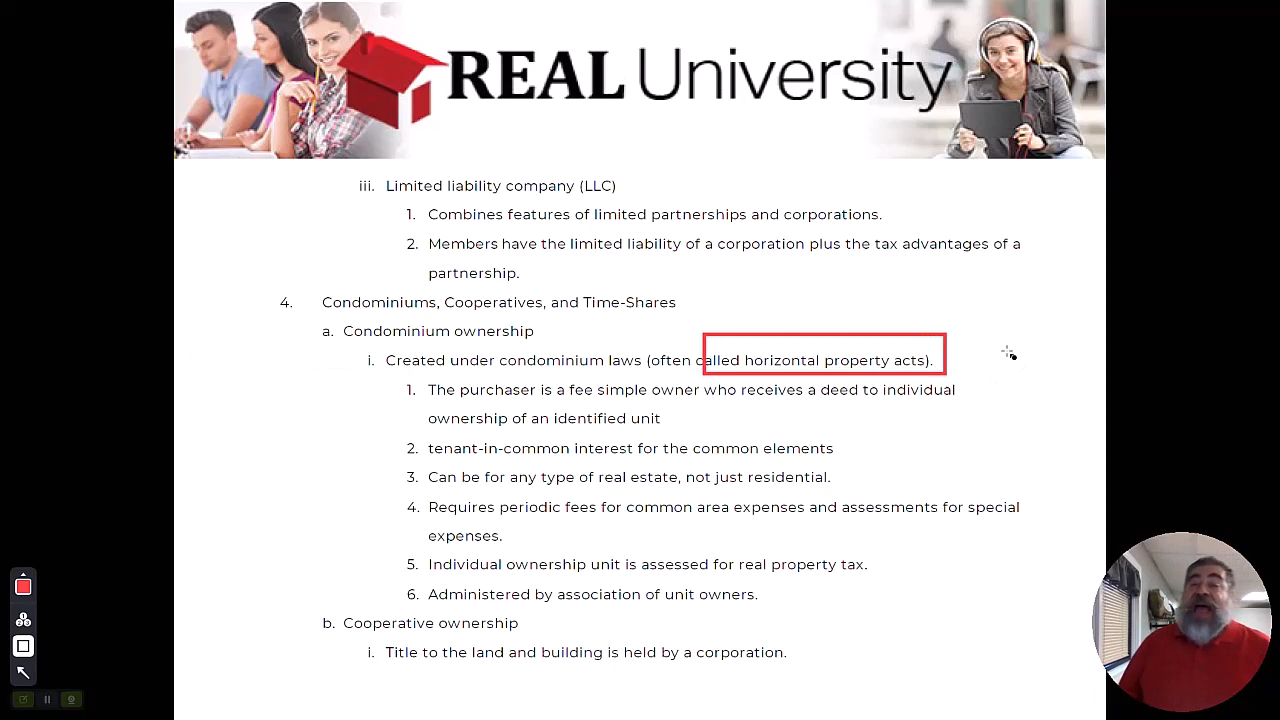 REAL University
iii. Limited liability company (LLC)
1. Combines features of limited partnerships and corporations.
2. Members have the limited liability of a corporation plus the tax advantages of a
partnership.
4. Condominiums, Cooperatives, and Time-Shares
a. Condominium ownership
i. Created under condominium laws (often called horizontal property acts).
1. The purchaser is a fee simple owner who receives a deed to individual
ownership of an identified unit
2. tenant-in-common interest for the common elements
3. Can be for any type of real estate, not just residential.
4. Requires periodic fees for common area expenses and assessments for special
expenses.
5. Individual ownership unit is assessed for real property tax.
6. Administered by association of unit owners.
b. Cooperative ownership
i. Title to the land and building is held by a corporation.